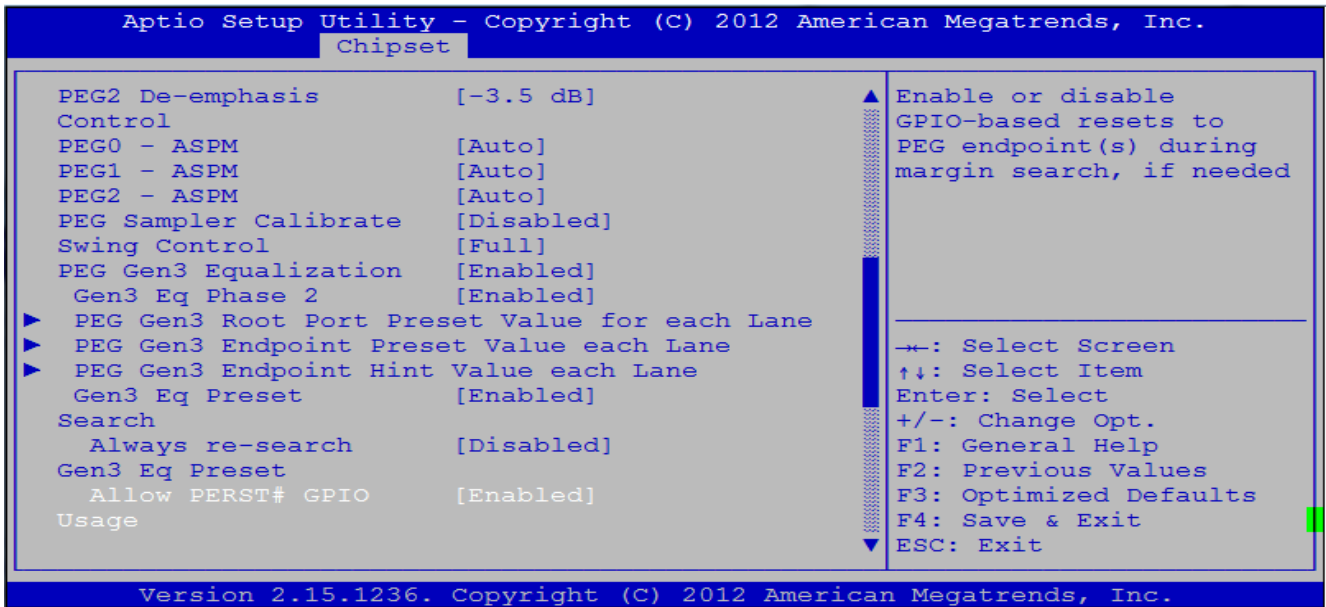 Aptio Setup Utility - Copyright (C) 2012 American Megatrends, Inc.
Chipset
PEG2 De-emphasis [-3.5 dB]
Control
PEG0 - ASPM [Auto]
PEG1 - ASPM [Auto]
PEG2 - ASPM [Auto]
PEG Sampler Calibrate [Disabled]
Swing Control [Full]
PEG Gen3 Equalization [Enabled]
Gen3 Eq Phase 2 [Enabled]
► PEG Gen3 Root Port Preset Value for each Lane
► PEG Gen3 Endpoint Preset Value each Lane
► PEG Gen3 Endpoint Hint Value each Lane
Gen3 Eq Preset [Enabled]
Search
Always re-search [Disabled]
Gen3 Eq Preset
Allow PERST# GPIO [Enabled]
Usage
Enable or disable
GPIO-based resets to
PEG endpoint(s) during
margin search, if needed
→←: Select Screen
↑↓: Select Item
Enter: Select
+/-: Change Opt.
F1: General Help
F2: Previous Values
F3: Optimized Defaults
F4: Save & Exit
ESC: Exit
Version 2.15.1236. Copyright (C) 2012 American Megatrends, Inc.